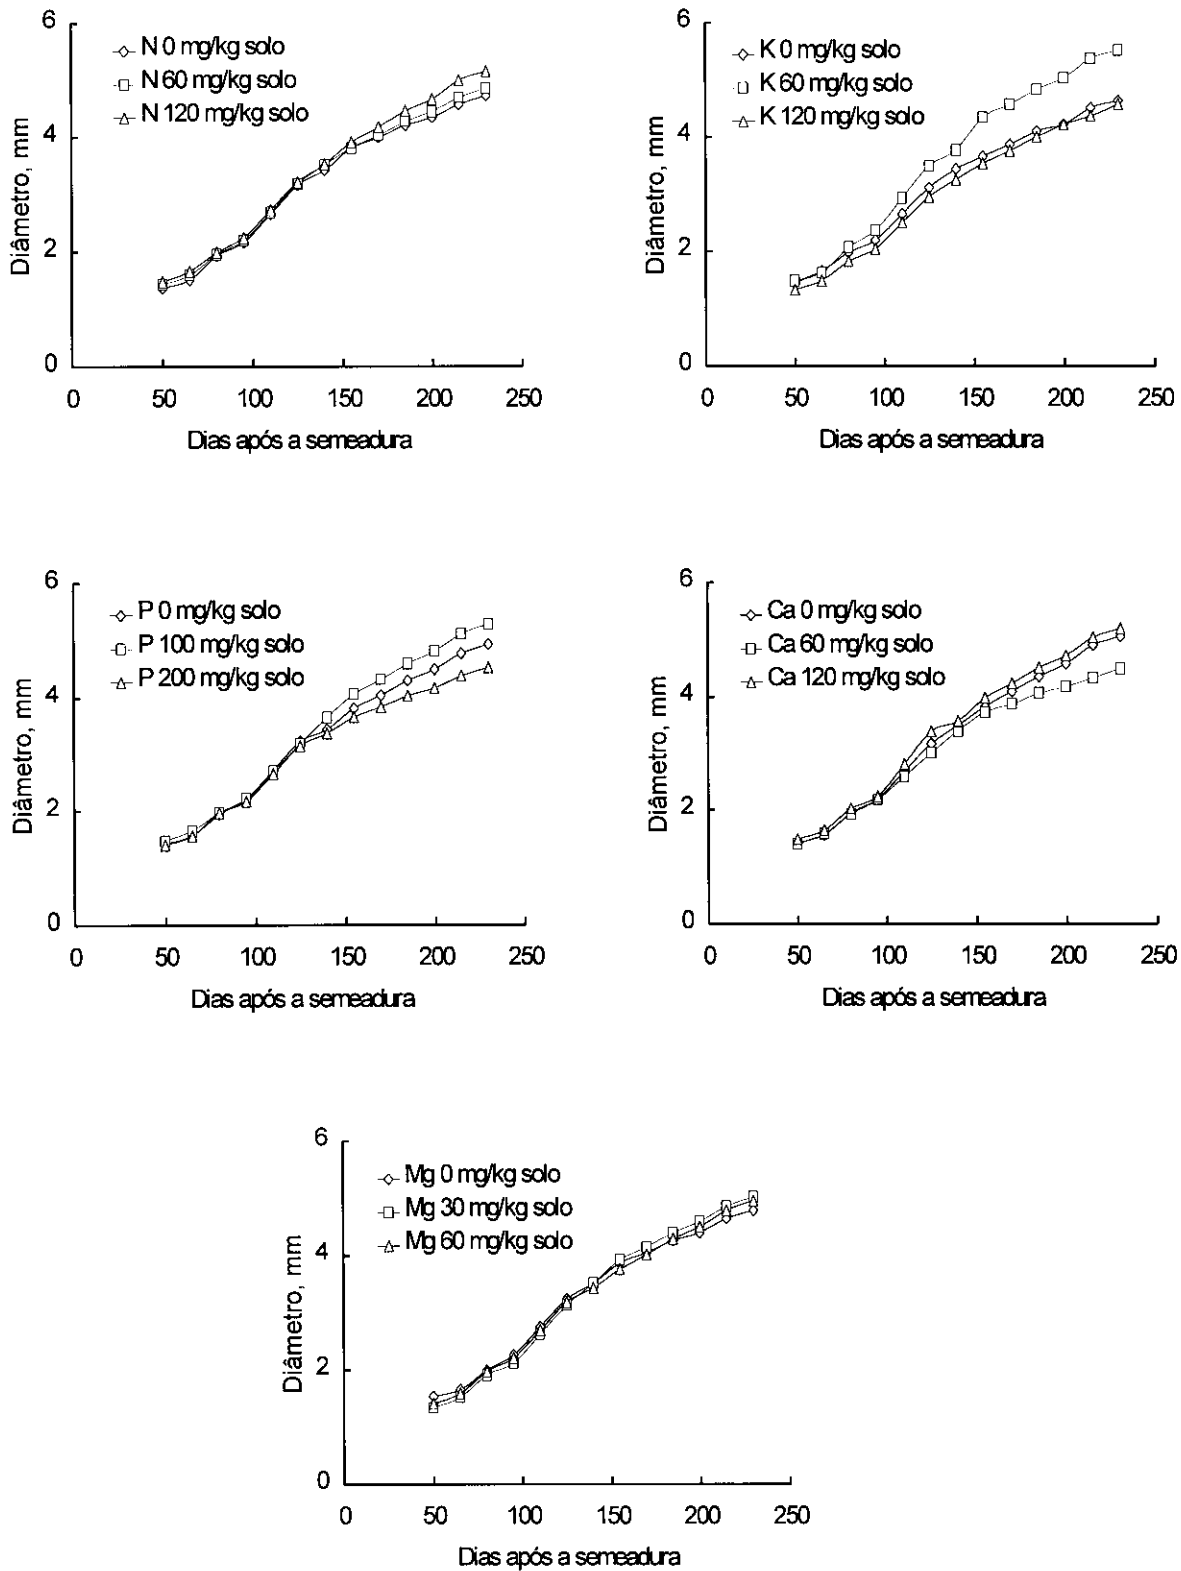 6
N 0 mg/kg solo
N 60 mg/kg solo
N 120 mg/kg solo
4
Diâmetro, mm
2
0
0 50 100 150 200 250
Dias após a semeadura
6
K 0 mg/kg solo
K 60 mg/kg solo
K 120 mg/kg solo
4
Diâmetro, mm
2
0
0 50 100 150 200 250
Dias após a semeadura
6
P 0 mg/kg solo
P 100 mg/kg solo
P 200 mg/kg solo
4
Diâmetro, mm
2
0
0 50 100 150 200 250
Dias após a semeadura
6
Ca 0 mg/kg solo
Ca 60 mg/kg solo
Ca 120 mg/kg solo
4
Diâmetro, mm
2
0
0 50 100 150 200 250
Dias após a semeadura
6
Mg 0 mg/kg solo
Mg 30 mg/kg solo
Mg 60 mg/kg solo
4
Diâmetro, mm
2
0
0 50 100 150 200 250
Dias após a semeadura